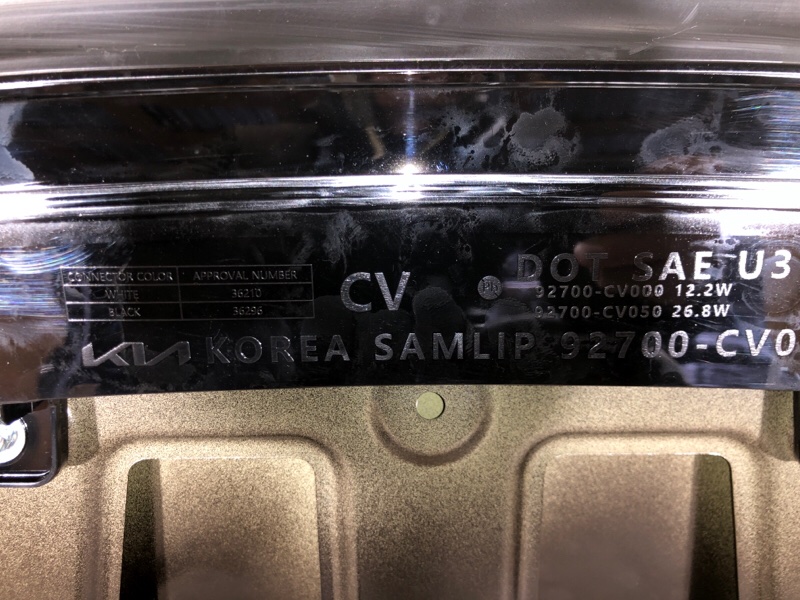 CONNECTOR COLOR APPROVAL NUMBER
WHITE 36210
BLACK 36296
CV
DOT SAE U3
92700-CV000 12.2W
92700-CV050 26.8W
KIA KOREA SAMLIP 92700-CV0